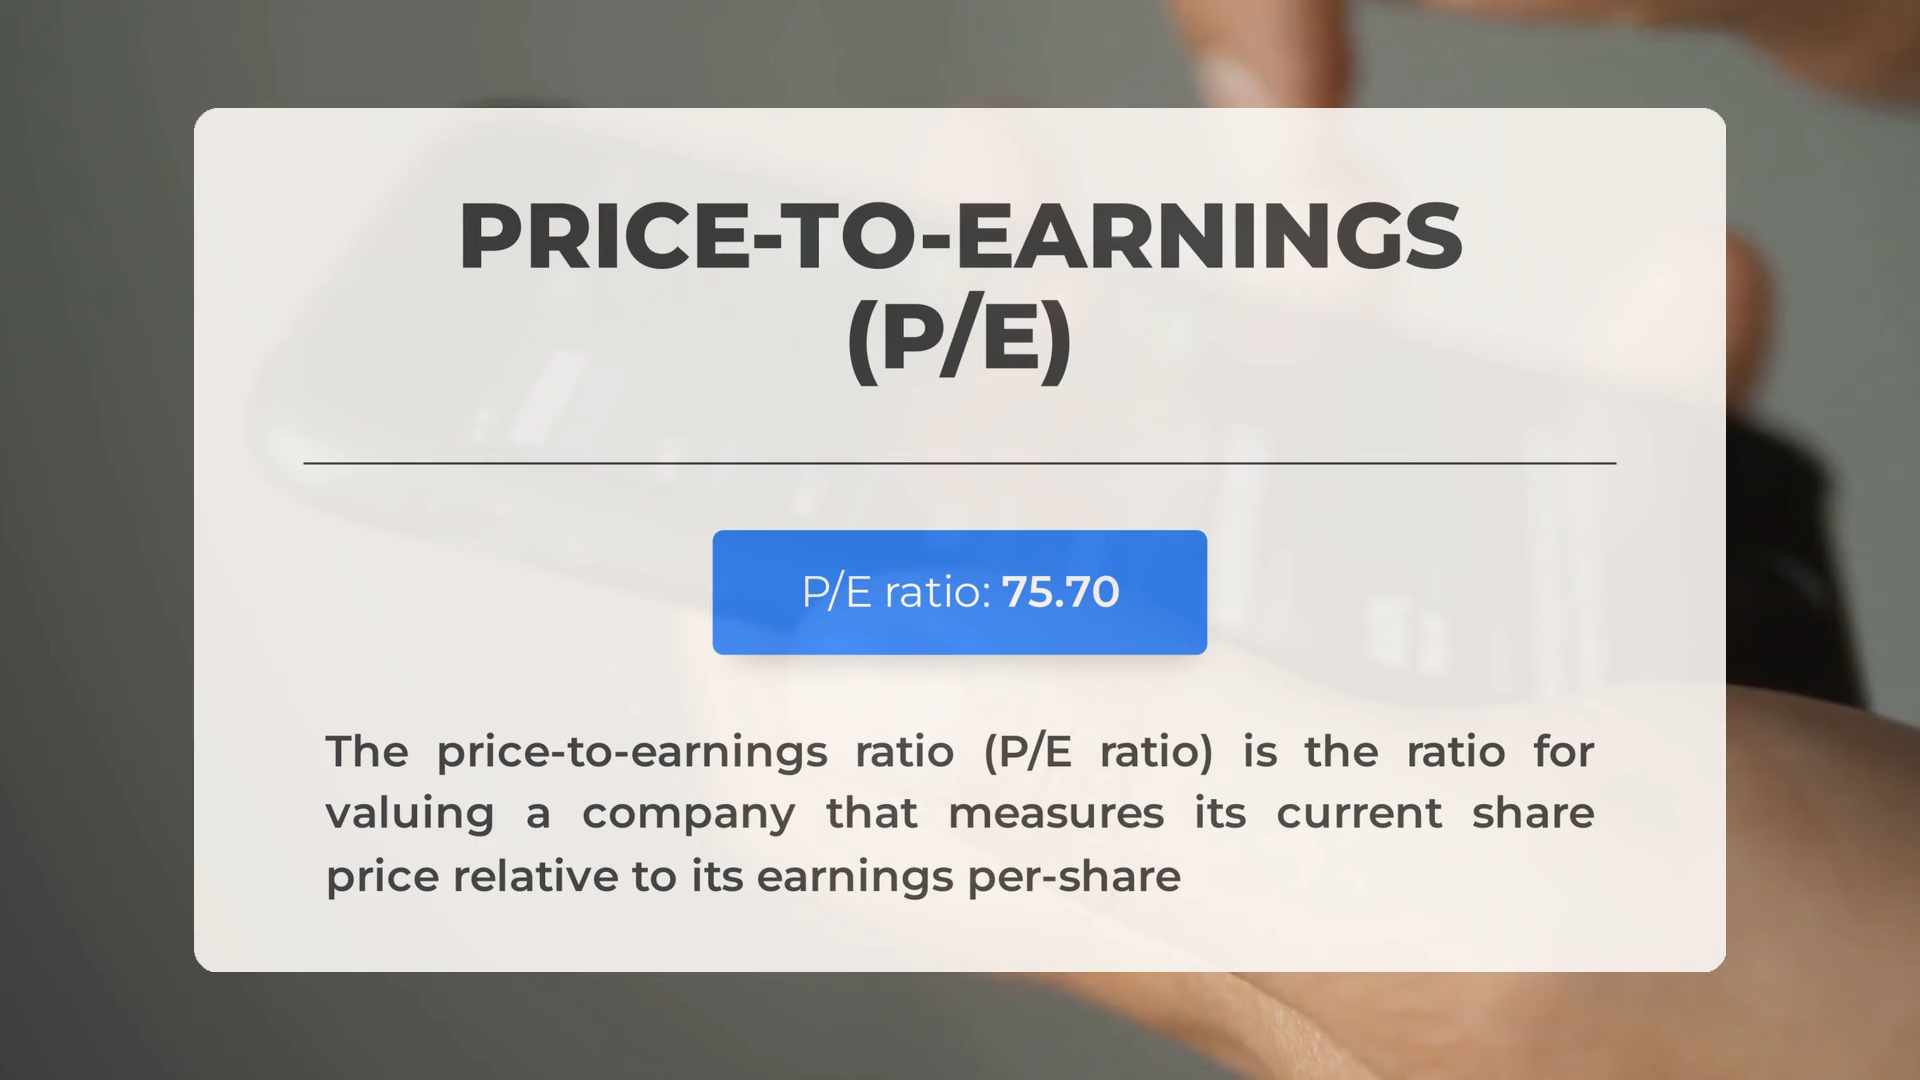 PRICE-TO-EARNINGS
(P/E)
P/E ratio: 75.70
The price-to-earnings ratio (P/E ratio) is the ratio for
valuing a company that measures its current share
price relative to its earnings per-share